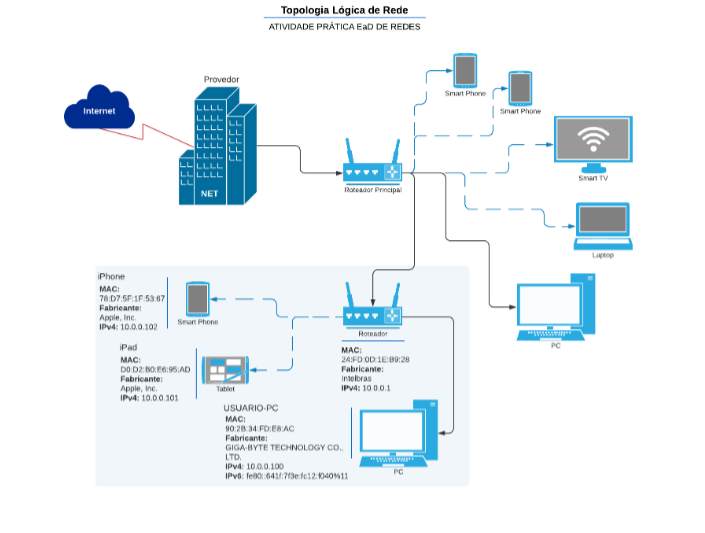 Topologia Lógica de Rede
ATIVIDADE PRÁTICA EaD DE REDES
Internet
Provedor
NET
Roteador Principal
Smart Phone
Smart Phone
Smart TV
Laptop
PC
iPhone
MAC:
78:D7:5F:1F:53:67
Fabricante:
Apple, Inc.
IPv4: 10.0.0.102
Smart Phone
iPad
MAC:
D0:D2:B0:E6:95:AD
Fabricante:
Apple, Inc.
IPv4: 10.0.0.101
Tablet
Roteador
MAC:
24:FD:0D:1E:B9:28
Fabricante:
Intelbras
IPv4: 10.0.0.1
USUARIO-PC
MAC:
90:2B:34:FD:E8:AC
Fabricante:
GIGA-BYTE TECHNOLOGY CO.,
LTD.
IPv4: 10.0.0.100
IPv6: fe80::641f:7f3e:fc12:f040%11
PC